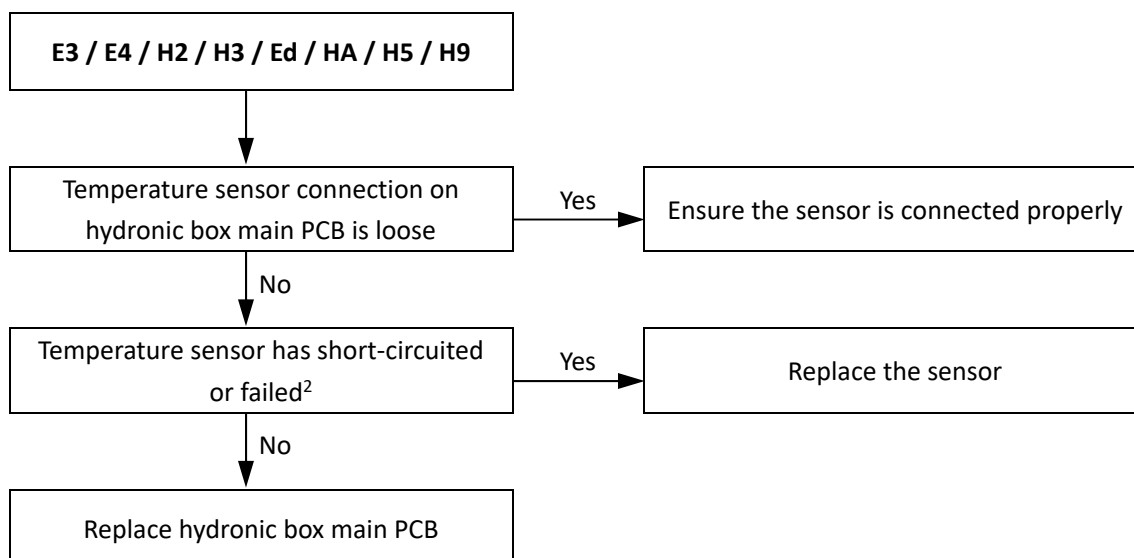 E3 / E4 / H2 / H3 / Ed / HA / H5 / H9
Temperature sensor connection on
hydronic box main PCB is loose
Yes
Ensure the sensor is connected properly
No
Temperature sensor has short-circuited
or failed²
Yes
Replace the sensor
No
Replace hydronic box main PCB